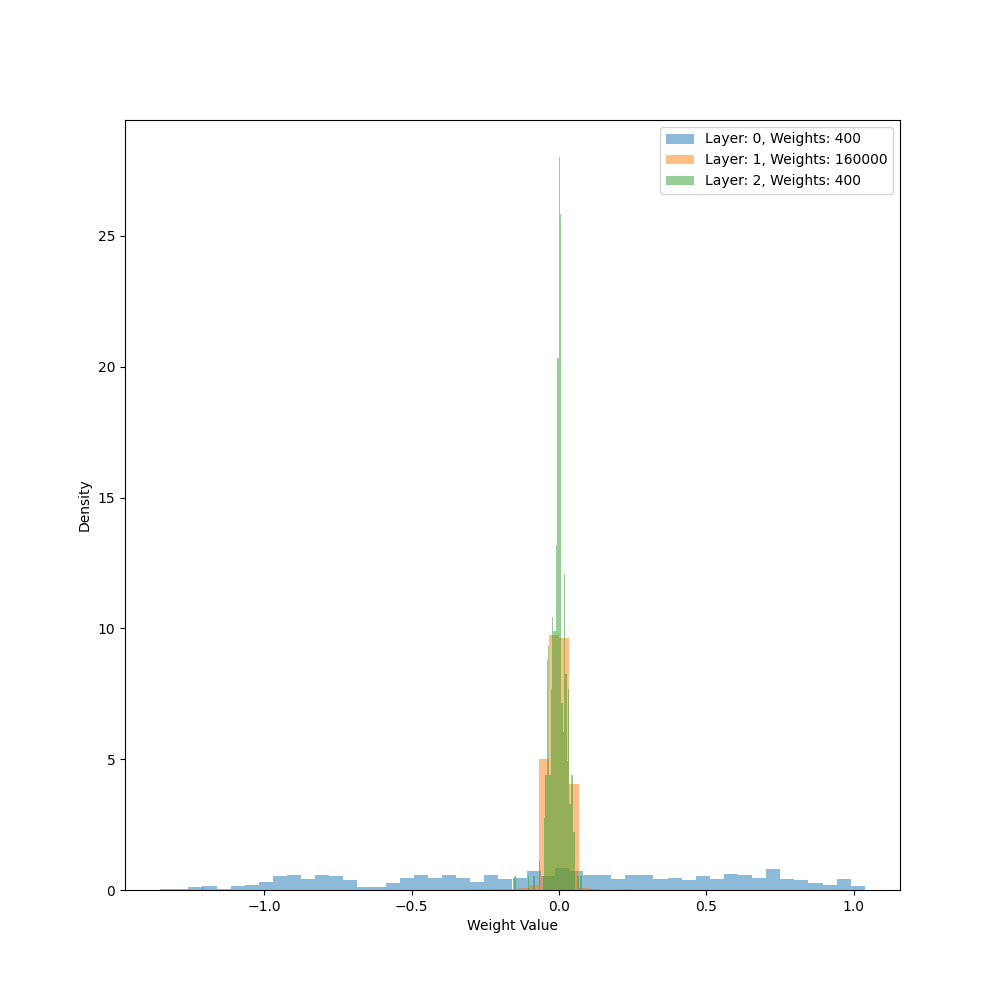 Layer: 0, Weights: 400
Layer: 1, Weights: 160000
Layer: 2, Weights: 400
25
20
15
10
5
0
Density
−1.0 −0.5 0.0 0.5 1.0
Weight Value